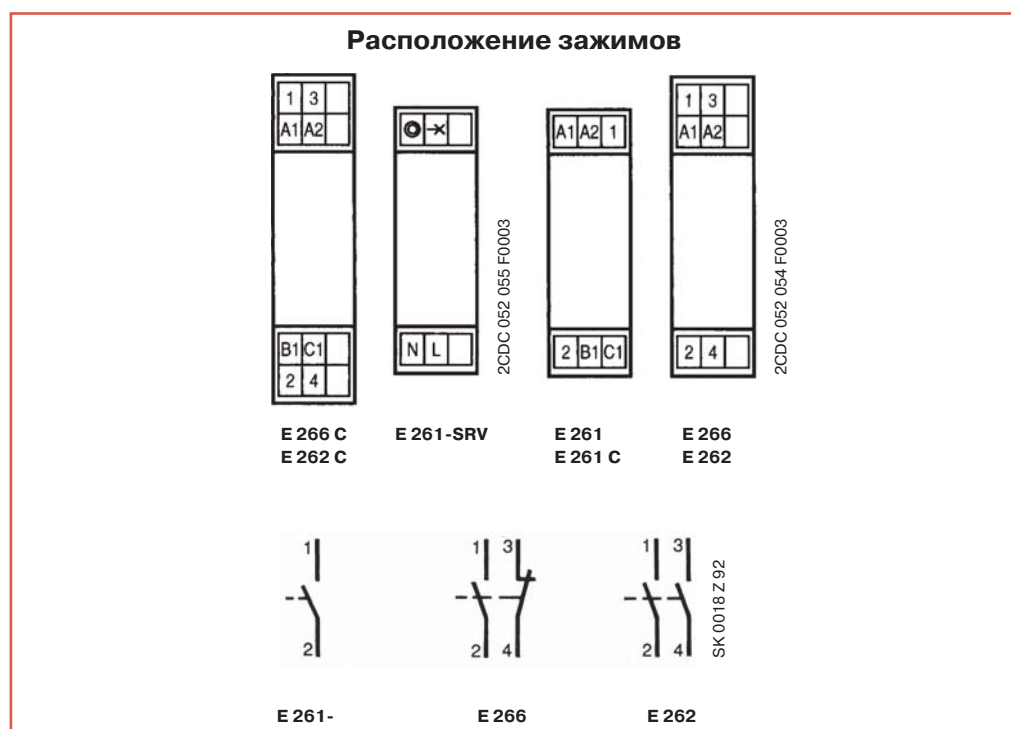 Расположение зажимов
1 3
A1 A2
B1 C1
2 4
N L
2CDC 052 055 F0003
A1 A2 1
2 B1 C1
1 3
A1 A2
2 4
2CDC 052 054 F0003
E 266 C
E 262 C
E 261-SRV
E 261
E 261 C
E 266
E 262
1
2
1 3
2 4
1 3
2 4
SK 0018 Z 92
E 261-
E 266
E 262